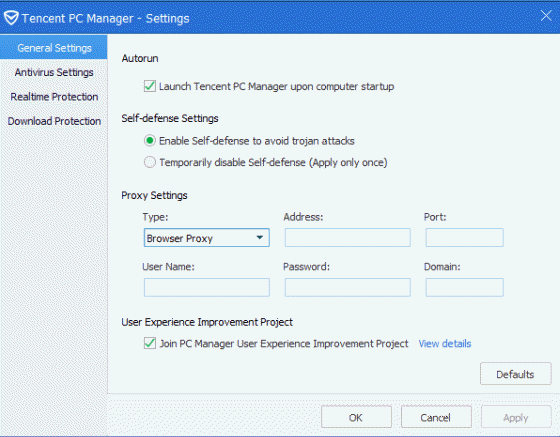 Tencent PC Manager - Settings
General Settings
Antivirus Settings
Realtime Protection
Download Protection
Autorun
Launch Tencent PC Manager upon computer startup
Self-defense Settings
Enable Self-defense to avoid trojan attacks
Temporarily disable Self-defense (Apply only once)
Proxy Settings
Type: Address: Port:
Browser Proxy
User Name: Password: Domain:
User Experience Improvement Project
Join PC Manager User Experience Improvement Project View details
Defaults
OK Cancel Apply